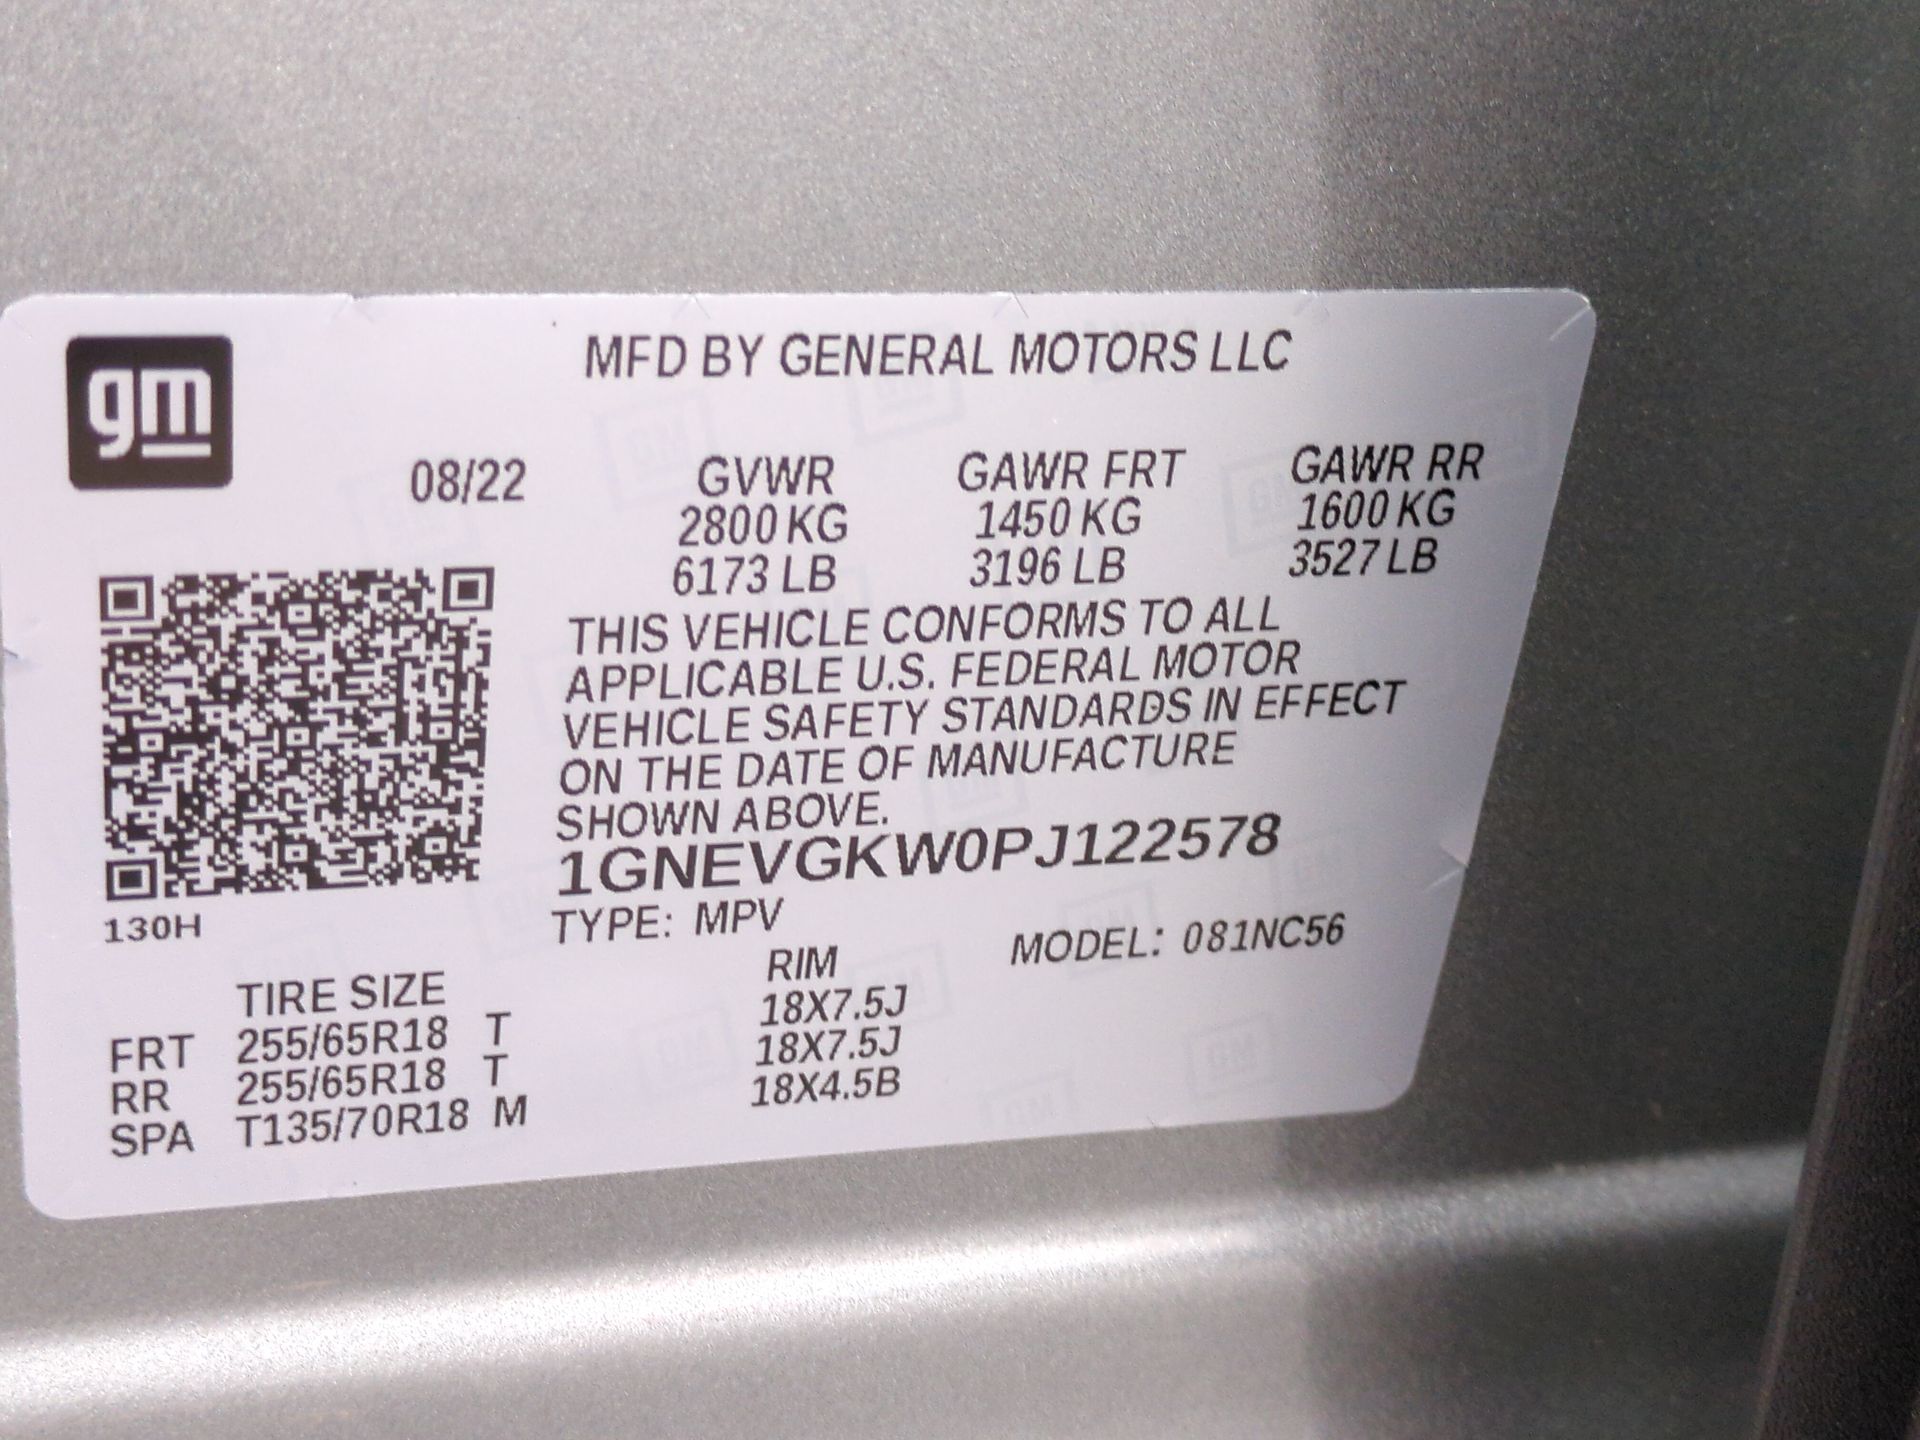 gm
MFD BY GENERAL MOTORS LLC
08/22 GVWR GAWR FRT GAWR RR
2800 KG 1450 KG 1600 KG
6173 LB 3196 LB 3527 LB
THIS VEHICLE CONFORMS TO ALL
APPLICABLE U.S. FEDERAL MOTOR
VEHICLE SAFETY STANDARDS IN EFFECT
ON THE DATE OF MANUFACTURE
SHOWN ABOVE.
1GNEVGKW0PJ122578
130H
TYPE: MPV MODEL: 081NC56
TIRE SIZE RIM
FRT 255/65R18 T 18X7.5J
RR 255/65R18 T 18X7.5J
SPA T135/70R18 M 18X4.5B